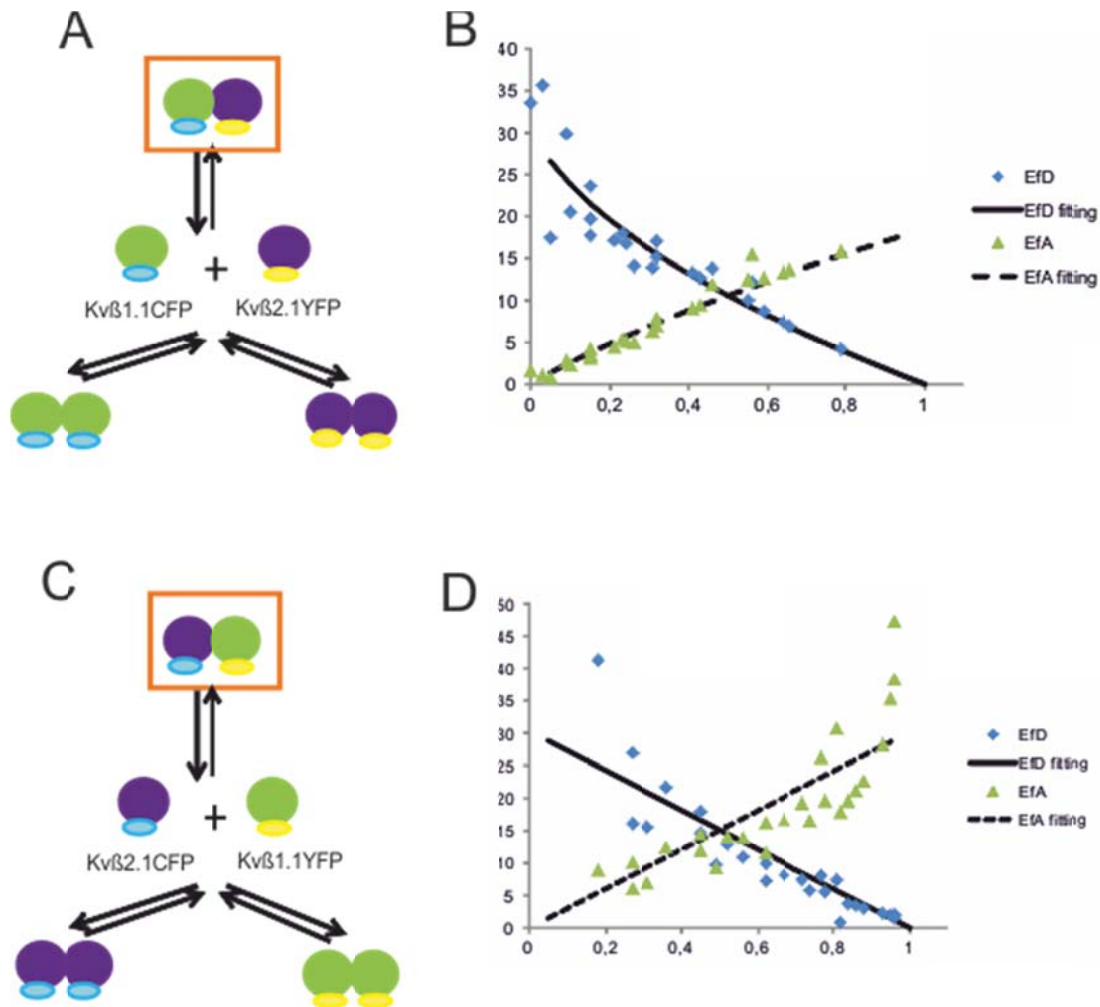 A
+
Kvß1.1CFP Kvß2.1YFP
B
40
35
30
25
20
15
10
5
0
0 0,2 0,4 0,6 0,8 1
EfD
EfD fitting
EfA
EfA fitting
C
+
Kvß2.1CFP Kvß1.1YFP
D
50
45
40
35
30
25
20
15
10
5
0
0 0,2 0,4 0,6 0,8 1
EfD
EfD fitting
EfA
EfA fitting